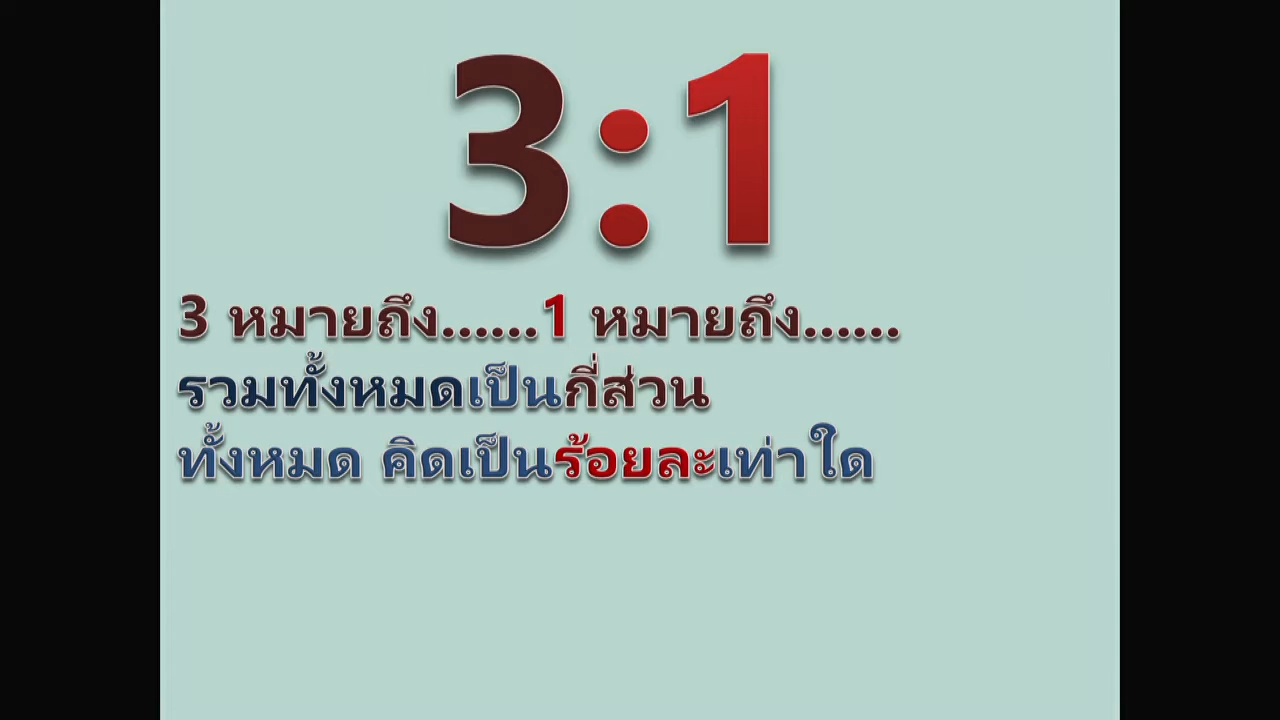 3:1
3 หมายถึง......1 หมายถึง......
รวมทั้งหมดเป็นกี่ส่วน
ทั้งหมด คิดเป็นร้อยละเท่าใด